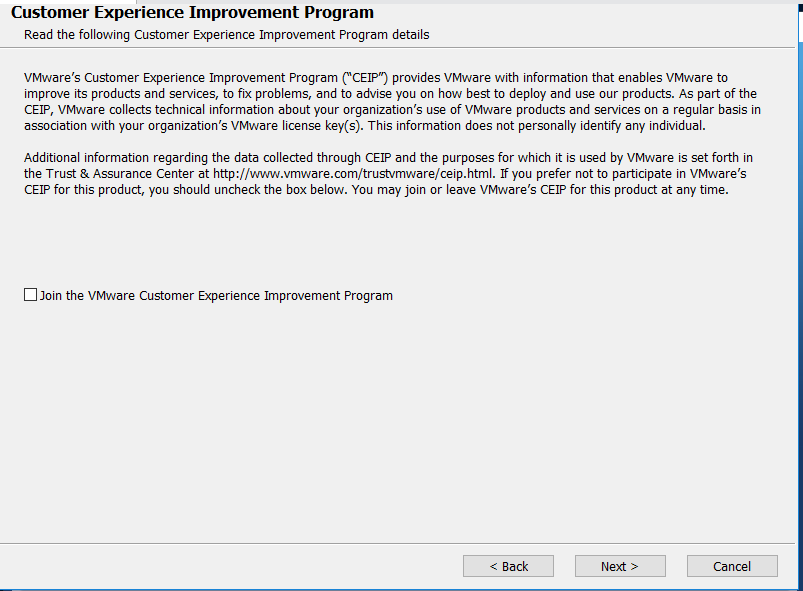 Customer Experience Improvement Program
Read the following Customer Experience Improvement Program details
VMware's Customer Experience Improvement Program ("CEIP") provides VMware with information that enables VMware to
improve its products and services, to fix problems, and to advise you on how best to deploy and use our products. As part of the
CEIP, VMware collects technical information about your organization's use of VMware products and services on a regular basis in
association with your organization's VMware license key(s). This information does not personally identify any individual.
Additional information regarding the data collected through CEIP and the purposes for which it is used by VMware is set forth in
the Trust & Assurance Center at http://www.vmware.com/trustvmware/ceip.html. If you prefer not to participate in VMware's
CEIP for this product, you should uncheck the box below. You may join or leave VMware's CEIP for this product at any time.
Join the VMware Customer Experience Improvement Program
< Back Next > Cancel